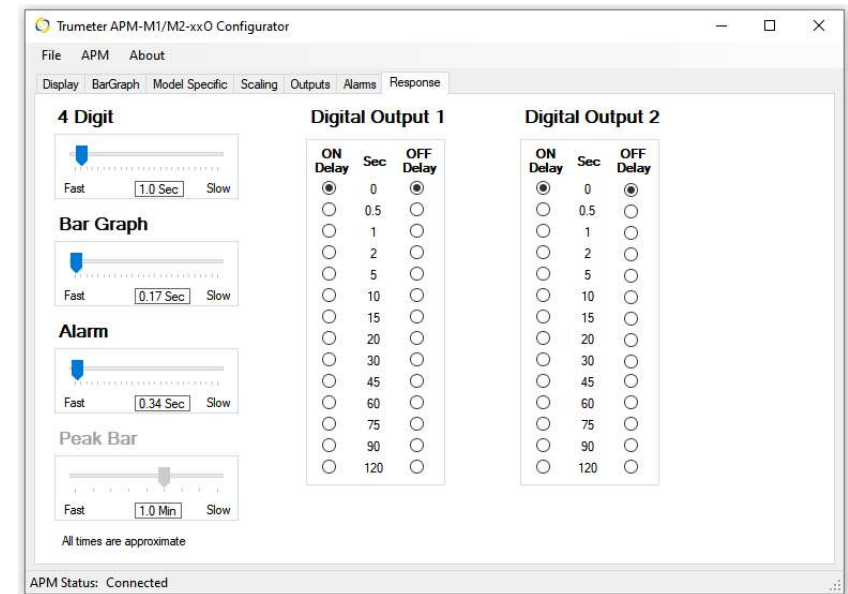 Trumeter APM-M1/M2-xxO Configurator
File APM About
Display BarGraph Model Specific Scaling Outputs Alarms Response
4 Digit
Fast 1.0 Sec Slow
Bar Graph
Fast 0.17 Sec Slow
Alarm
Fast 0.34 Sec Slow
Peak Bar
Fast 1.0 Min Slow
All times are approximate
Digital Output 1
ON Delay Sec OFF Delay
0
0.5
1
2
5
10
15
20
30
45
60
75
90
120
Digital Output 2
ON Delay Sec OFF Delay
0
0.5
1
2
5
10
15
20
30
45
60
75
90
120
APM Status: Connected